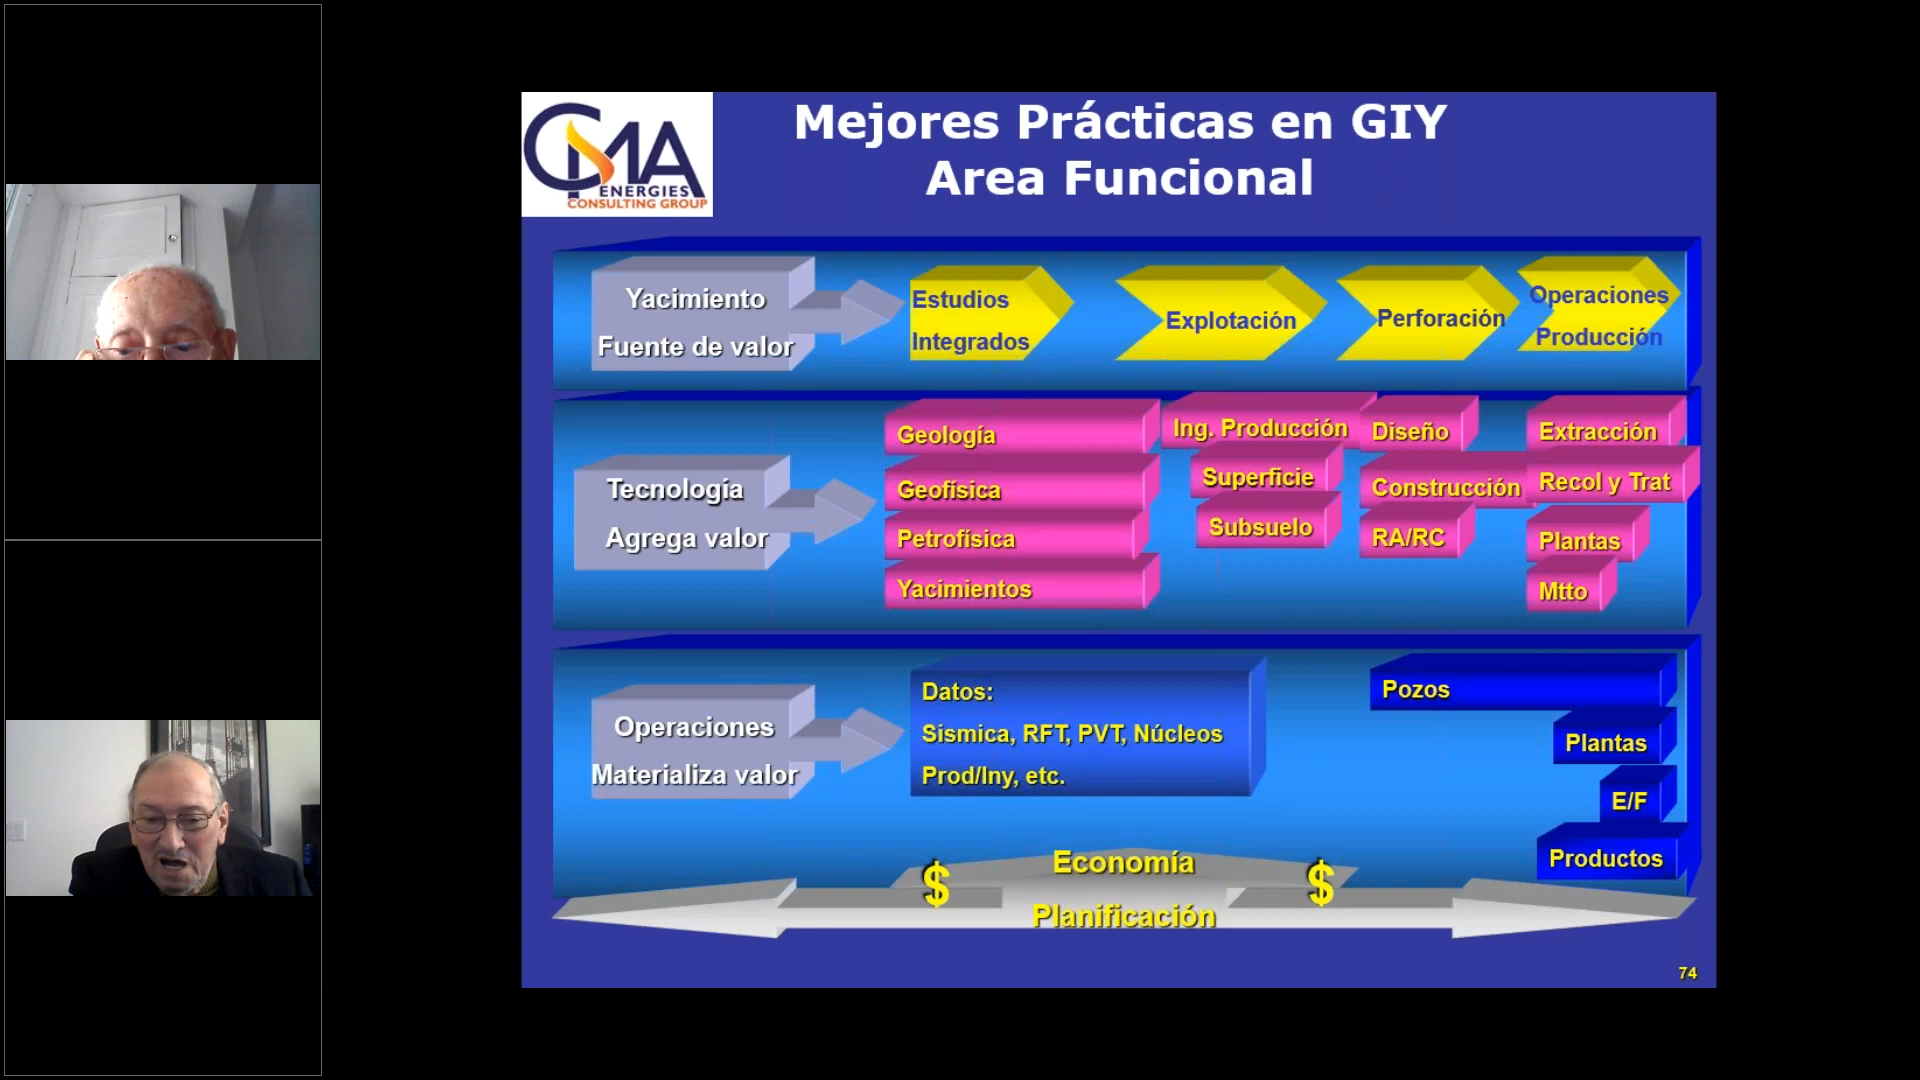 CMA
ENERGIES
CONSULTING GROUP
Mejores Prácticas en GIY
Area Funcional
Yacimiento
Fuente de valor
Estudios
Integrados
Explotación
Perforación
Operaciones
Producción
Tecnología
Agrega valor
Geología
Geofísica
Petrofísica
Yacimientos
Ing. Producción
Superficie
Subsuelo
Diseño
Construcción
RA/RC
Extracción
Recol y Trat
Plantas
Mtto
Operaciones
Materializa valor
Datos:
Sismica, RFT, PVT, Núcleos
Prod/Iny, etc.
Pozos
Plantas
E/F
Productos
$ Economía $
Planificación
74